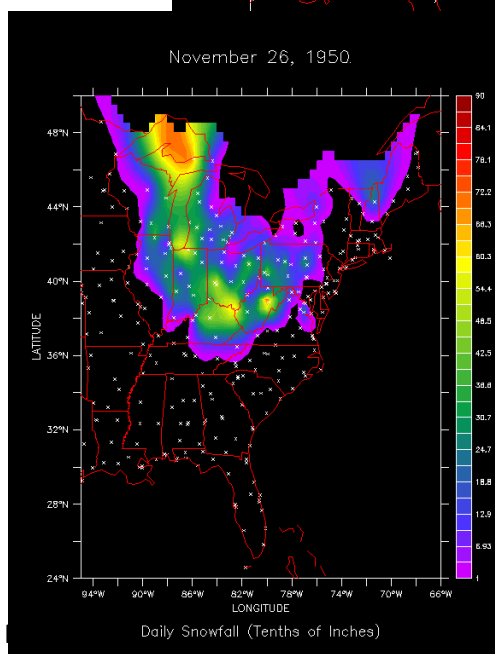 November 26, 1950
90
84.1
78.1
72.2
66.3
60.3
54.4
48.5
42.5
36.6
30.7
24.7
18.8
12.9
6.93
1
48°N
44°N
40°N
36°N
32°N
28°N
24°N
LATITUDE
94°W 90°W 86°W 82°W 78°W 74°W 70°W 66°W
LONGITUDE
Daily Snowfall (Tenths of Inches)